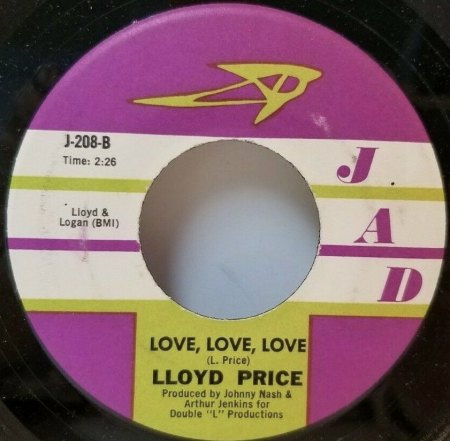 J-208-B
Time: 2:26
Lloyd &
Logan (BMI)
J
A
D
LOVE, LOVE, LOVE
(L. Price)
LLOYD PRICE
Produced by Johnny Nash &
Arthur Jenkins for
Double "L" Productions